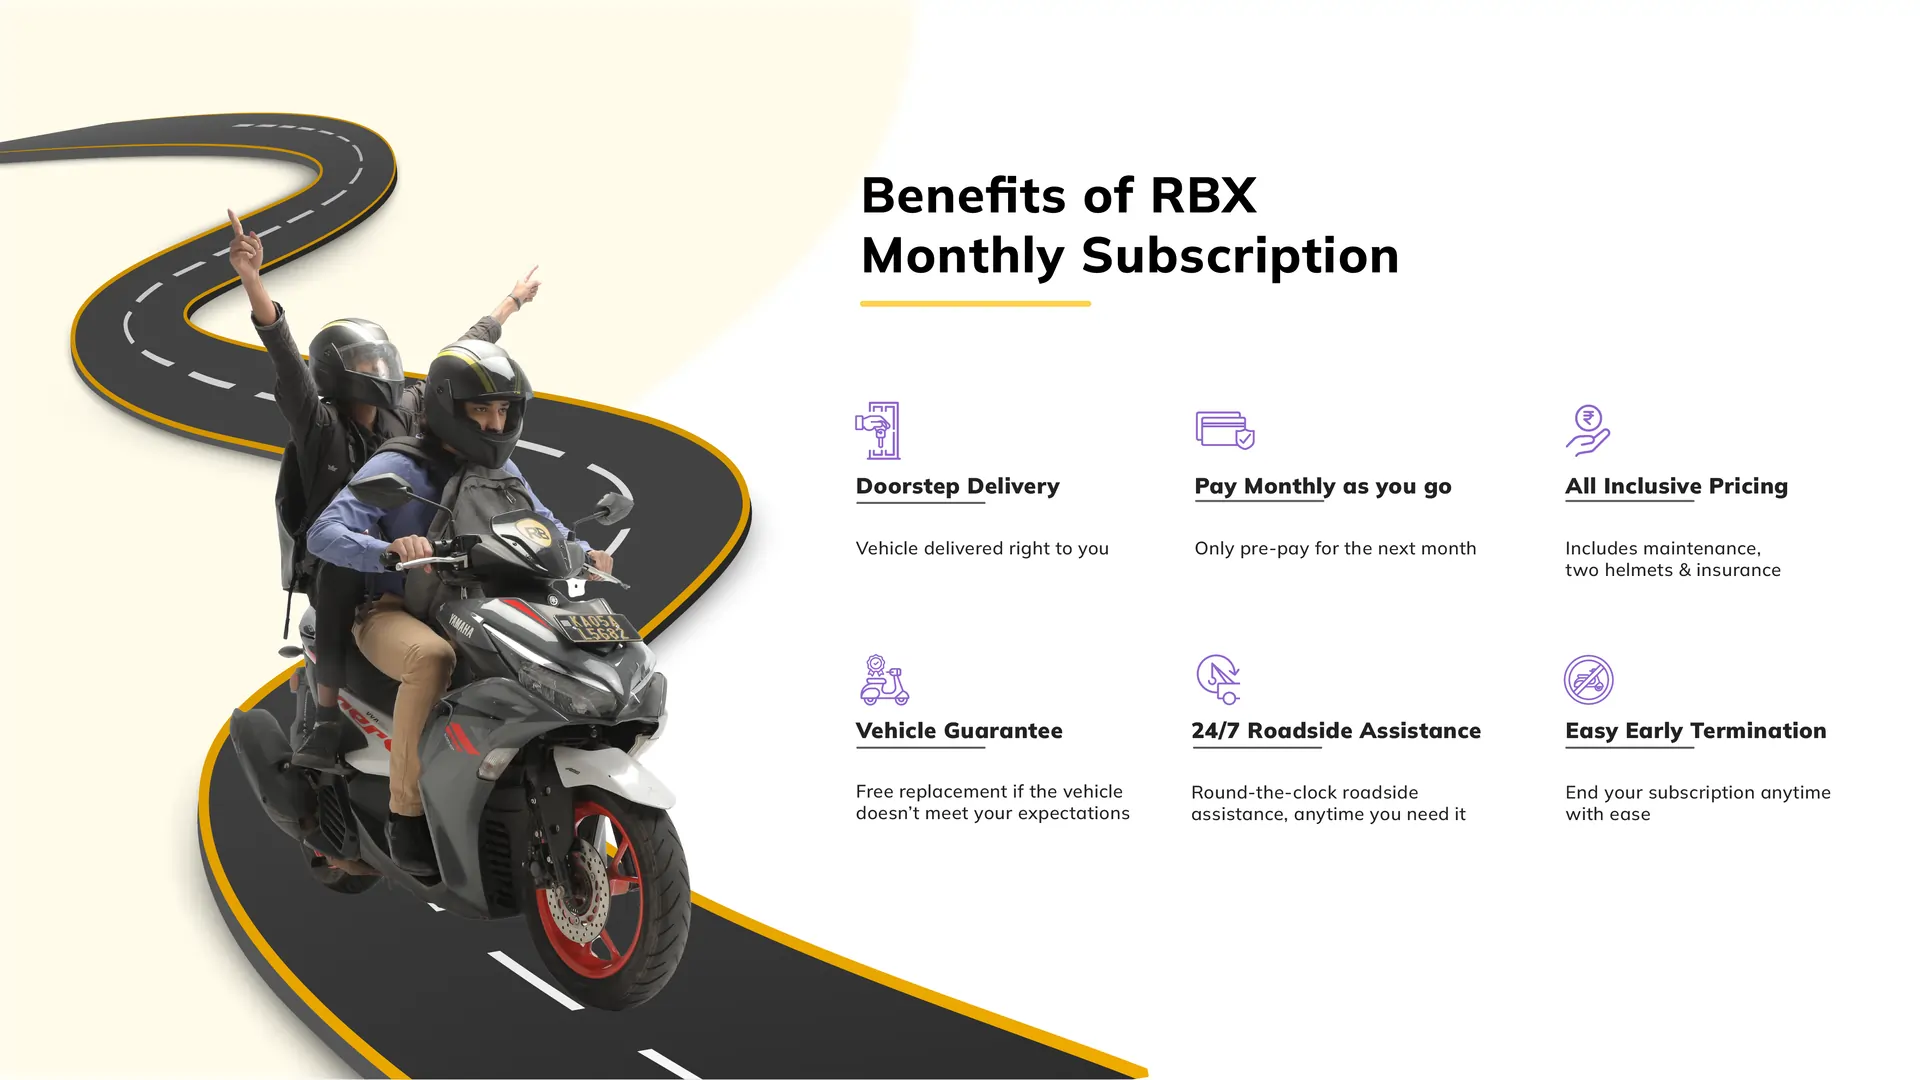 Benefits of RBX
Monthly Subscription
Doorstep Delivery
Vehicle delivered right to you
Pay Monthly as you go
Only pre-pay for the next month
All Inclusive Pricing
Includes maintenance,
two helmets & insurance
Vehicle Guarantee
Free replacement if the vehicle
doesn’t meet your expectations
24/7 Roadside Assistance
Round-the-clock roadside
assistance, anytime you need it
Easy Early Termination
End your subscription anytime
with ease
YAMAHA
KA05A
L5682